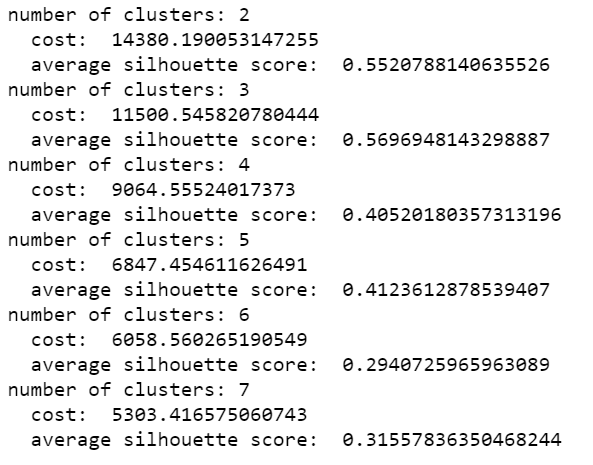 number of clusters: 2
cost: 14380.190053147255
average silhouette score: 0.5520788140635526
number of clusters: 3
cost: 11500.545820780444
average silhouette score: 0.5696948143298887
number of clusters: 4
cost: 9064.55524017373
average silhouette score: 0.40520180357313196
number of clusters: 5
cost: 6847.454611626491
average silhouette score: 0.4123612878539407
number of clusters: 6
cost: 6058.560265190549
average silhouette score: 0.2940725965963089
number of clusters: 7
cost: 5303.416575060743
average silhouette score: 0.31557836350468244